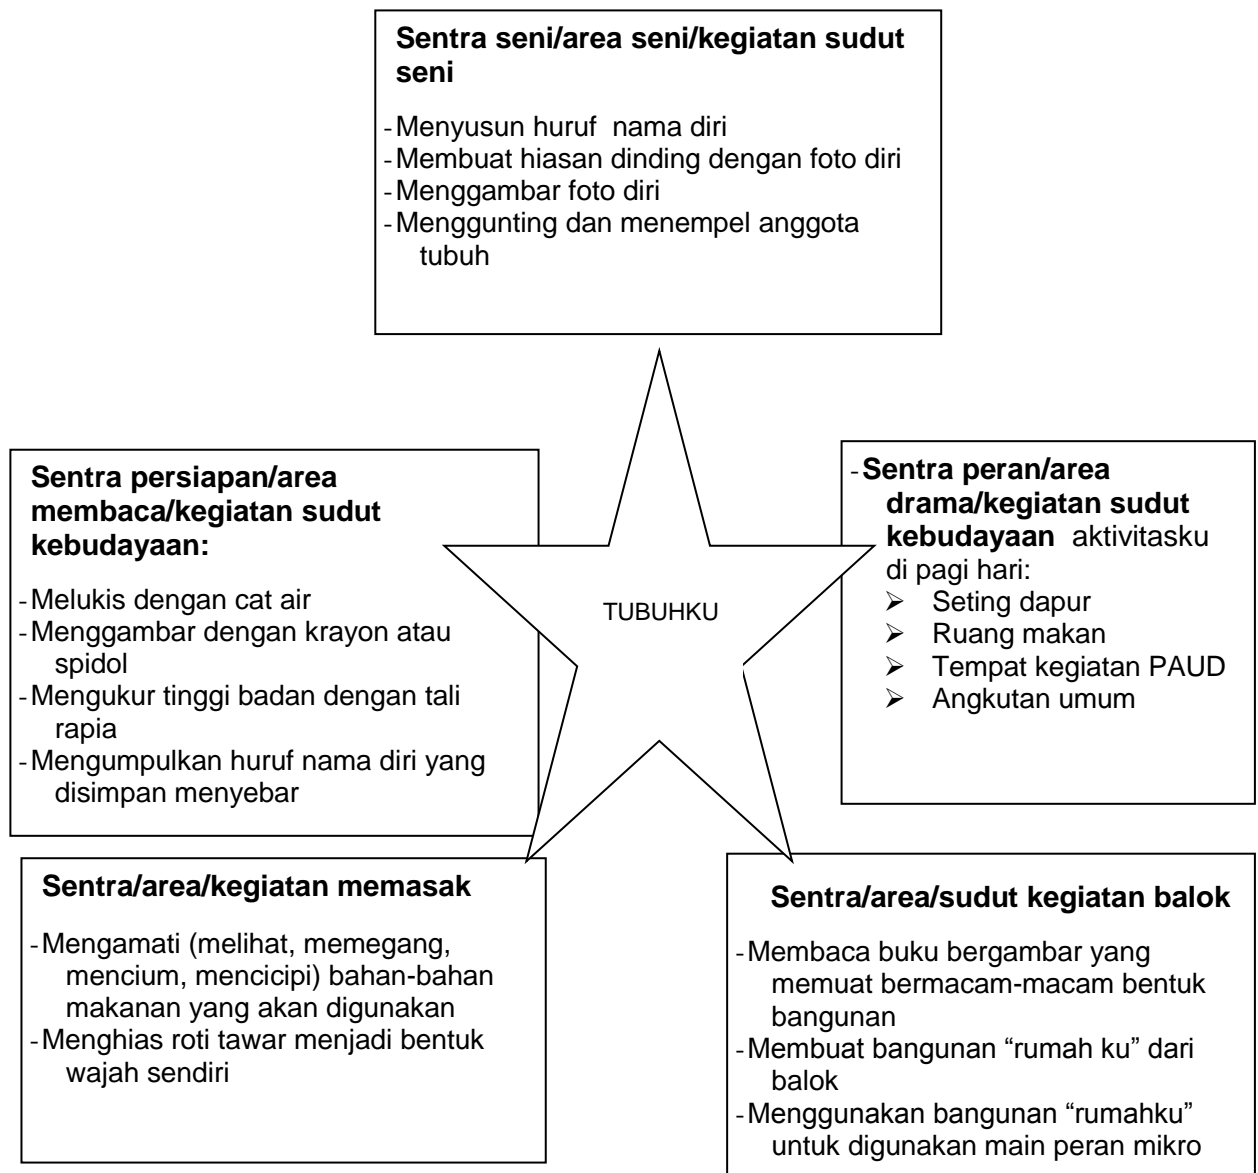 Sentra seni/area seni/kegiatan sudut
seni
-Menyusun huruf  nama diri
-Membuat hiasan dinding dengan foto diri
-Menggambar foto diri
-Menggunting dan menempel anggota
tubuh
Sentra persiapan/area
membaca/kegiatan sudut
kebudayaan:
-Melukis dengan cat air
-Menggambar dengan krayon atau
spidol
-Mengukur tinggi badan dengan tali
rapia
-Mengumpulkan huruf nama diri yang
disimpan menyebar
TUBUHKU
-Sentra peran/area
drama/kegiatan sudut
kebudayaan  aktivitasku
di pagi hari:
➢ Seting dapur
➢ Ruang makan
➢ Tempat kegiatan PAUD
➢ Angkutan umum
Sentra/area/kegiatan memasak
-Mengamati (melihat, memegang,
mencium, mencicipi) bahan-bahan
makanan yang akan digunakan
-Menghias roti tawar menjadi bentuk
wajah sendiri
Sentra/area/sudut kegiatan balok
-Membaca buku bergambar yang
memuat bermacam-macam bentuk
bangunan
-Membuat bangunan “rumah ku” dari
balok
-Menggunakan bangunan “rumahku”
untuk digunakan main peran mikro